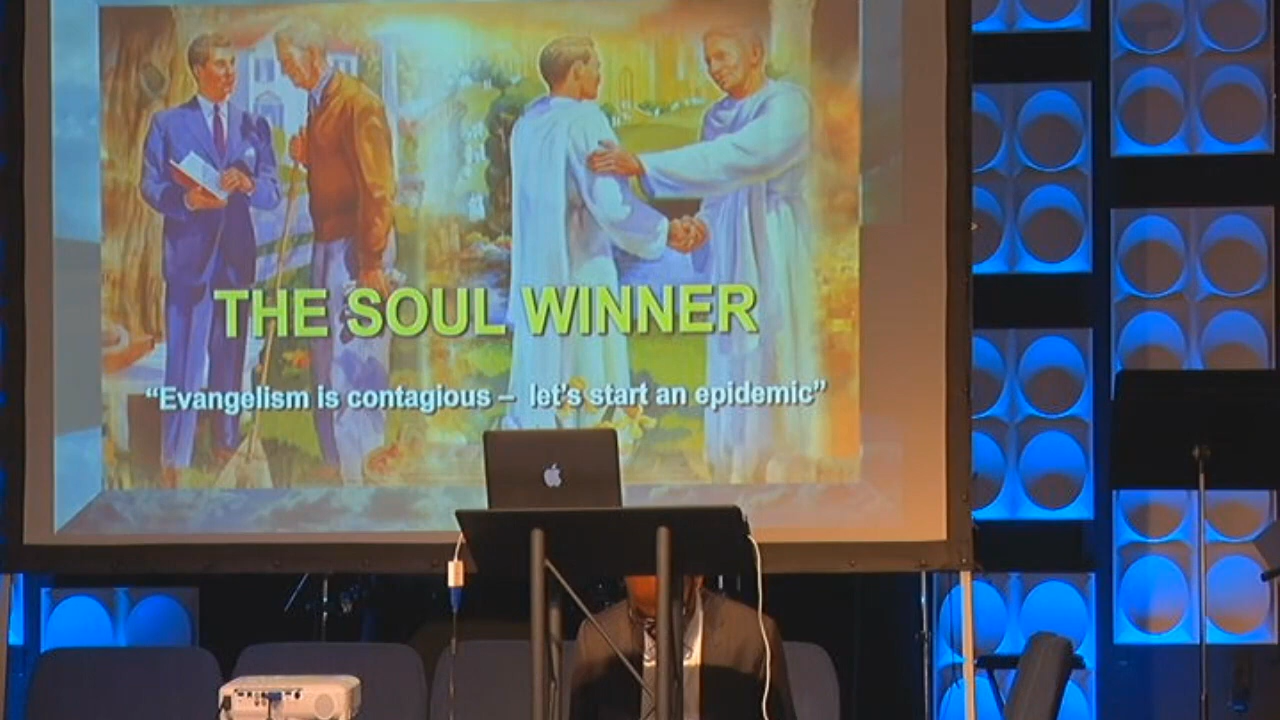 THE SOUL WINNER
“Evangelism is contagious – let’s start an epidemic”